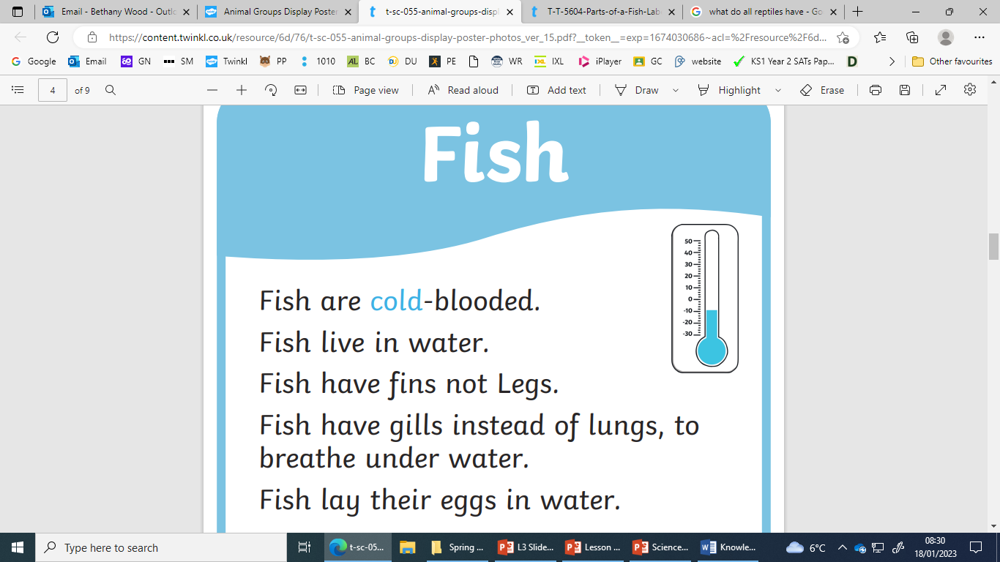 Email - Bethany Wood - Outlo
Animal Groups Display Poster
t-sc-055-animal-groups-displ
T-T-5604-Parts-of-a-Fish-Lab
what do all reptiles have - Go
https://content.twinkl.co.uk/resource/6d/76/t-sc-055-animal-groups-display-poster-photos_ver_15.pdf?__token__=exp=1674030686~acl=%2Fresource%2F6d...
Google Email GN SM Twinkl PP 1010 BC DU PE WR IXL iPlayer GC website KS1 Year 2 SATs Pap... D Other favourites
4 of 9 Page view Read aloud Add text Draw Highlight Erase
Fish
50
40
30
20
10
0
-10
-20
-30
Fish are cold-blooded.
Fish live in water.
Fish have fins not Legs.
Fish have gills instead of lungs, to
breathe under water.
Fish lay their eggs in water.
Type here to search t-sc-05... Spring ... L3 Slide... Lesson ... Science... Knowle... 6°C 08:30
18/01/2023